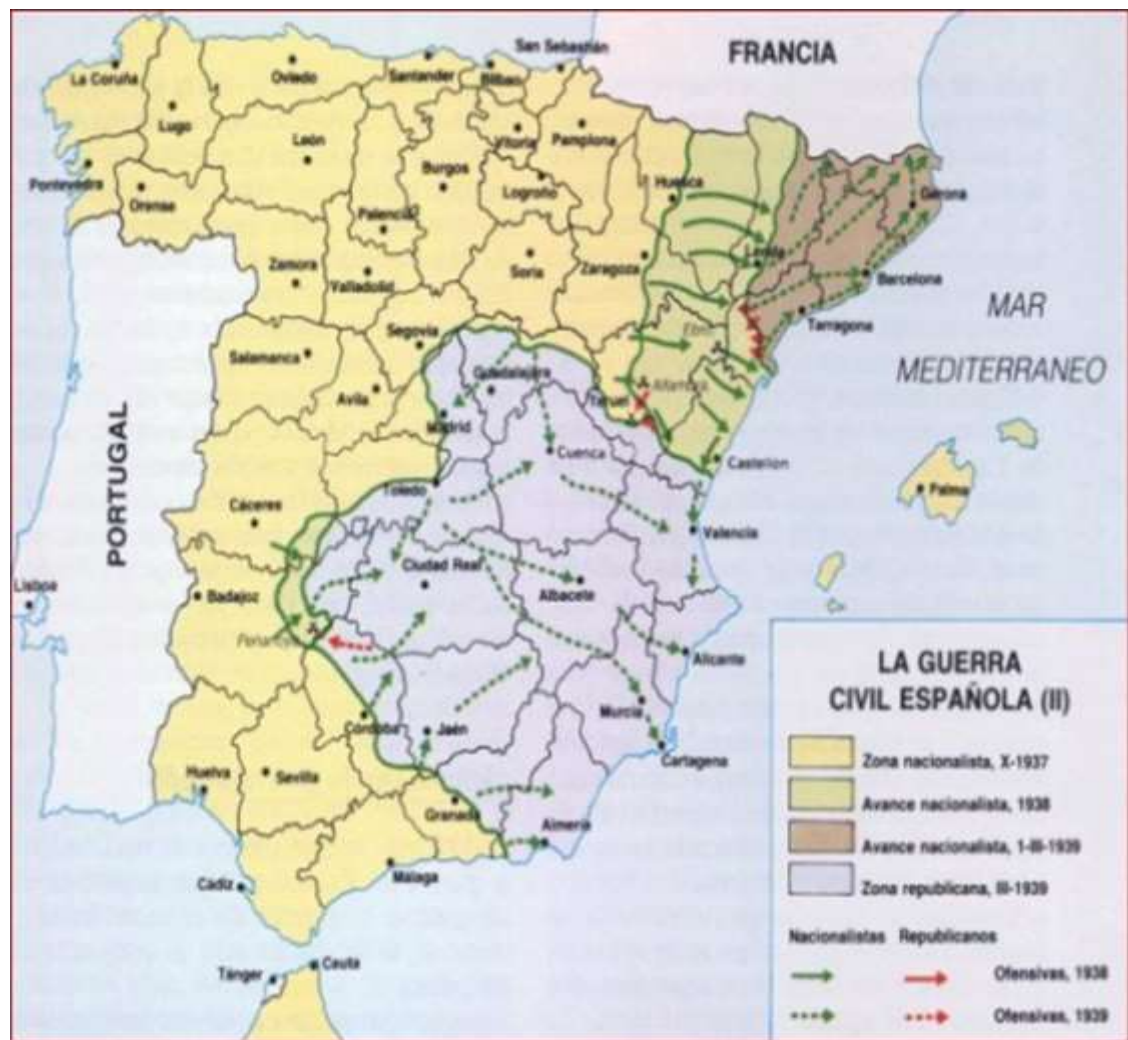 San Sebastián
FRANCIA
La Coruña
Oviedo
Santander
Bilbao
Lugo
León
Vitoria
Pamplona
Burgos
Pontevedra
Orense
Logroño
Huesca
Gerona
Palencia
Zamora
Valladolid
Soria
Zaragoza
Lérida
Barcelona
MAR
MEDITERRANEO
Tarragona
Ebro
Segovia
Salamanca
Avila
Guadalajara
Teruel
Alfambra
Madrid
Cuenca
Castellon
PORTUGAL
Toledo
Palma
Cáceres
Valencia
Lisboa
Badajoz
Ciudad Real
Albacete
Alicante
Murcia
Córdoba
Jaén
Cartagena
Huelva
Sevilla
Granada
Almería
Málaga
Cádiz
Tánger
Ceuta
LA GUERRA
CIVIL ESPAÑOLA (II)
Zona nacionalista, X-1937
Avance nacionalista, 1938
Avance nacionalista, 1-III-1939
Zona republicana, III-1939
Nacionalistas Republicanos
Ofensivas, 1938
Ofensivas, 1939